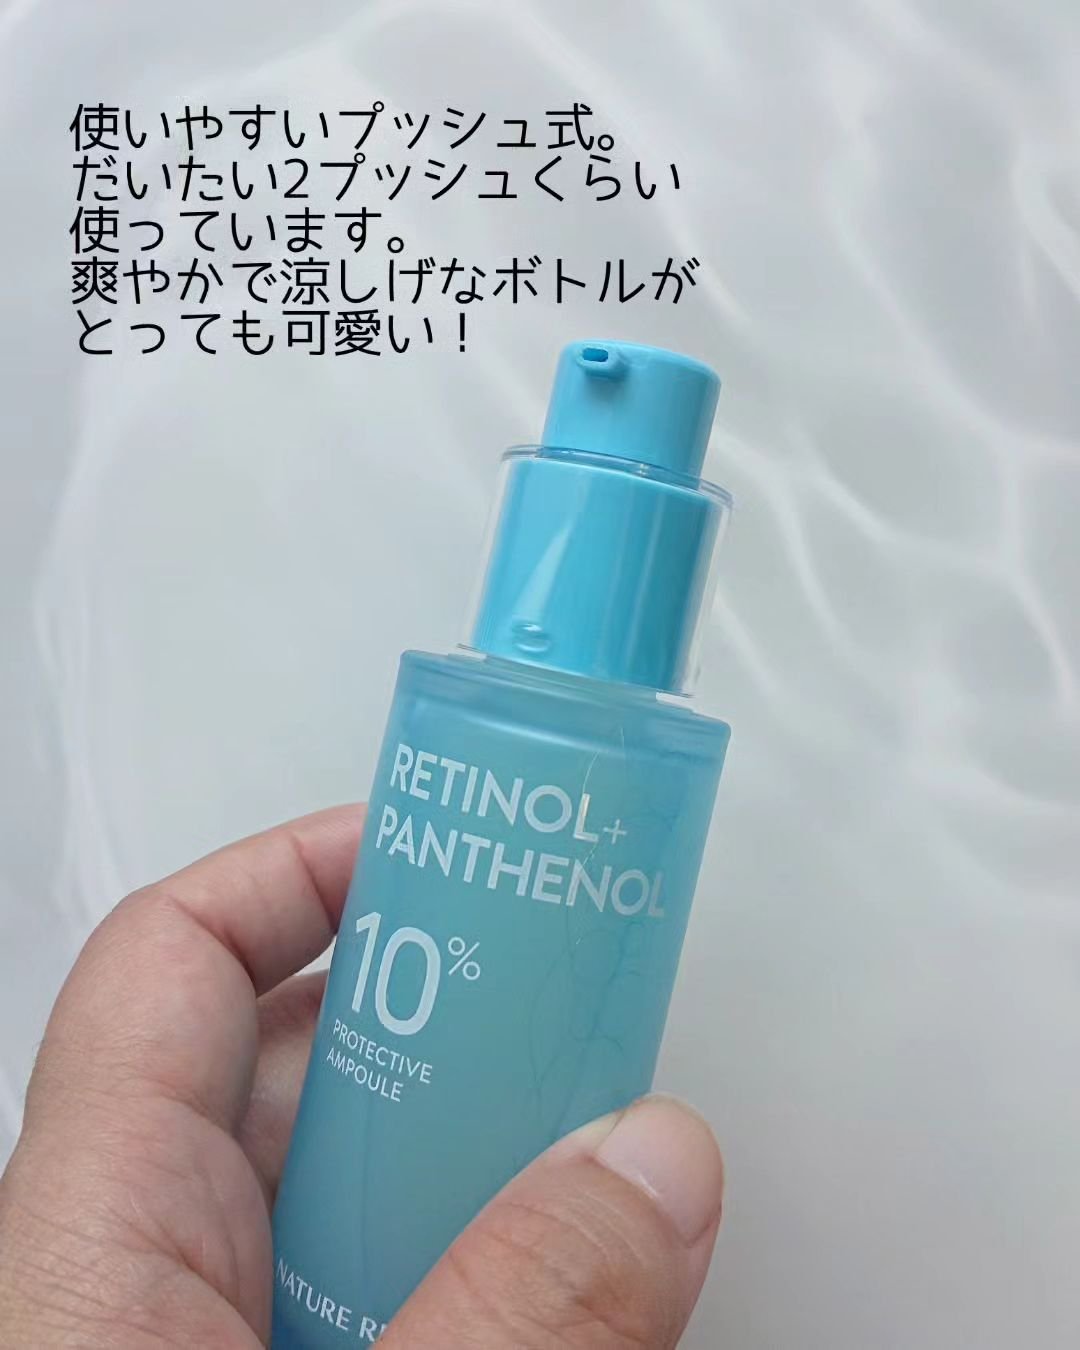 使いやすいプッシュ式。
だいたい2プッシュくらい
使っています。
爽やかで涼しげなボトルが
とっても可愛い！
RETINOL+
PANTHENOL
10%
PROTECTIVE
AMPOULE
NATURE